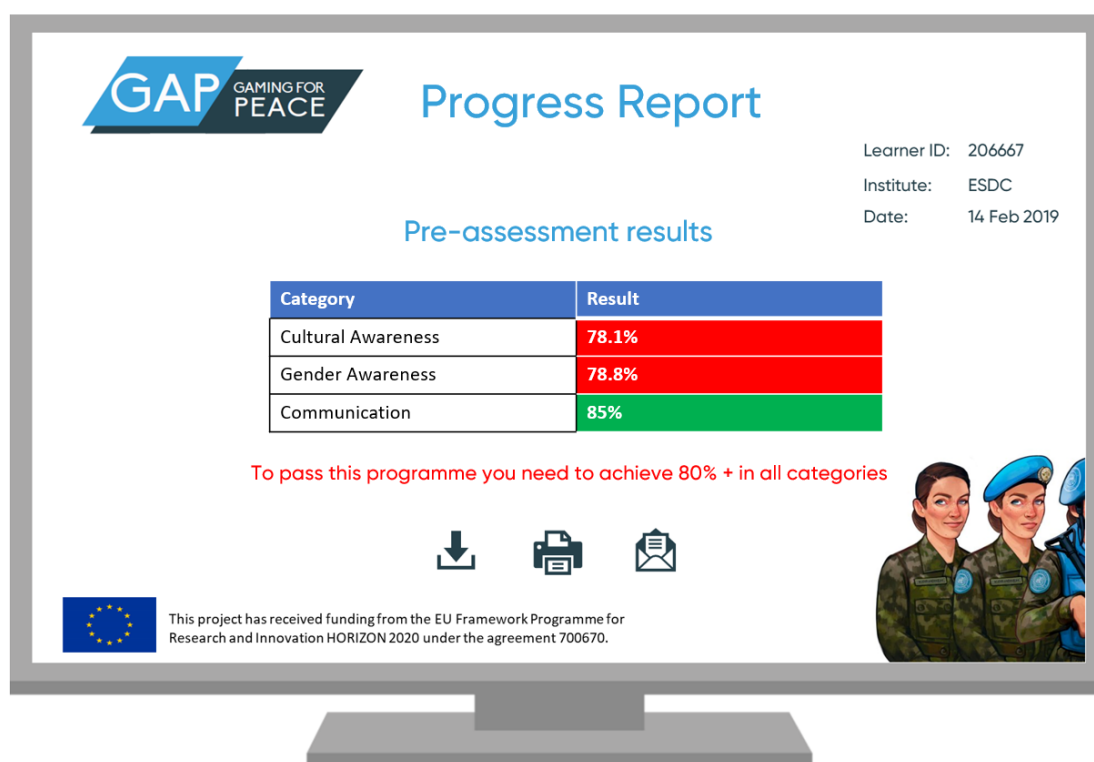 GAP GAMING FOR PEACE
Progress Report
Learner ID: 206667
Institute: ESDC
Date: 14 Feb 2019
Pre-assessment results
Category Result
Cultural Awareness 78.1%
Gender Awareness 78.8%
Communication 85%
To pass this programme you need to achieve 80% + in all categories
This project has received funding from the EU Framework Programme for
Research and Innovation HORIZON 2020 under the agreement 700670.